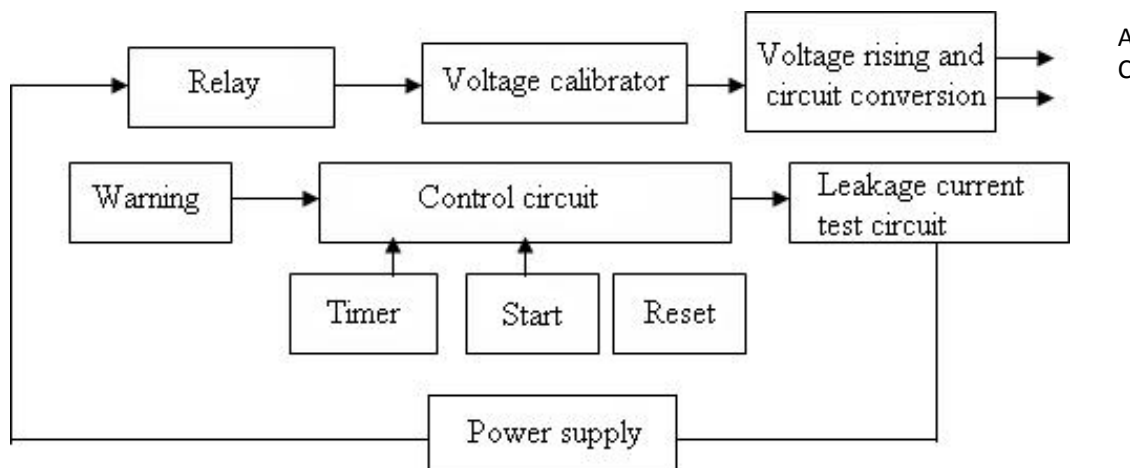 Relay
Voltage calibrator
Voltage rising and
circuit conversion
A
C
Warning
Control circuit
Leakage current
test circuit
Timer
Start
Reset
Power supply